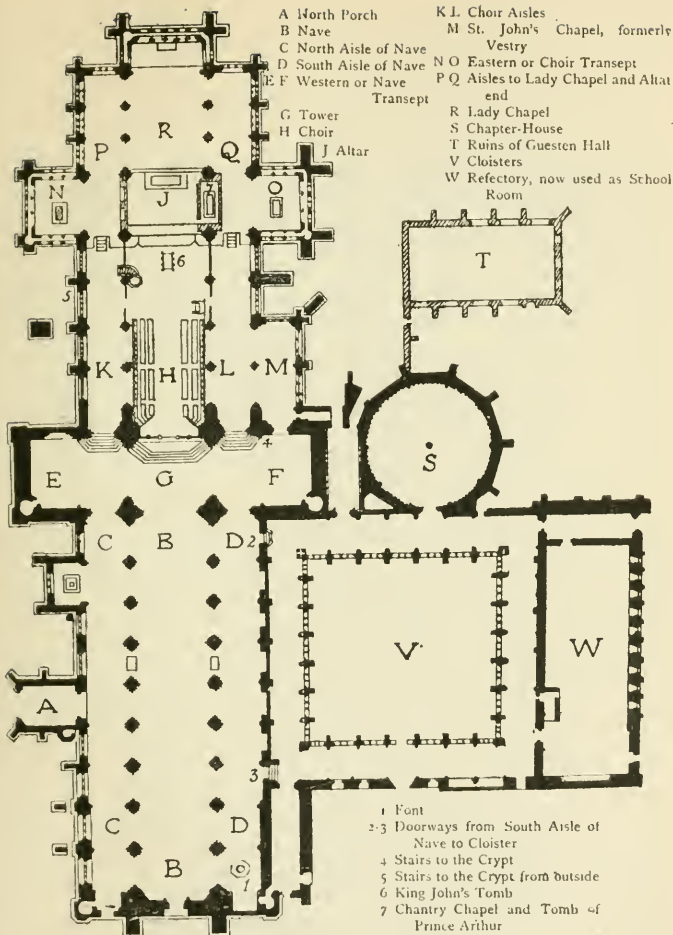 A North Porch
B Nave
C North Aisle of Nave
D South Aisle of Nave
E F Western or Nave
Transept
G Tower
H Choir
J Altar
K L Choir Aisles
M St. John's Chapel, formerly
Vestry
N O Eastern or Choir Transept
P Q Aisles to Lady Chapel and Altar
end
R Lady Chapel
S Chapter-House
T Ruins of Guesten Hall
V Cloisters
W Refectory, now used as School
Room
P
R
Q
N
J
7
O
6
5
T
K
H
L
M
4
E
G
F
S
C
B
D
2
V
W
A
3
C
D
B
1
1 Font
2-3 Doorways from South Aisle of
Nave to Cloister
4 Stairs to the Crypt
5 Stairs to the Crypt from outside
6 King John's Tomb
7 Chantry Chapel and Tomb of
Prince Arthur